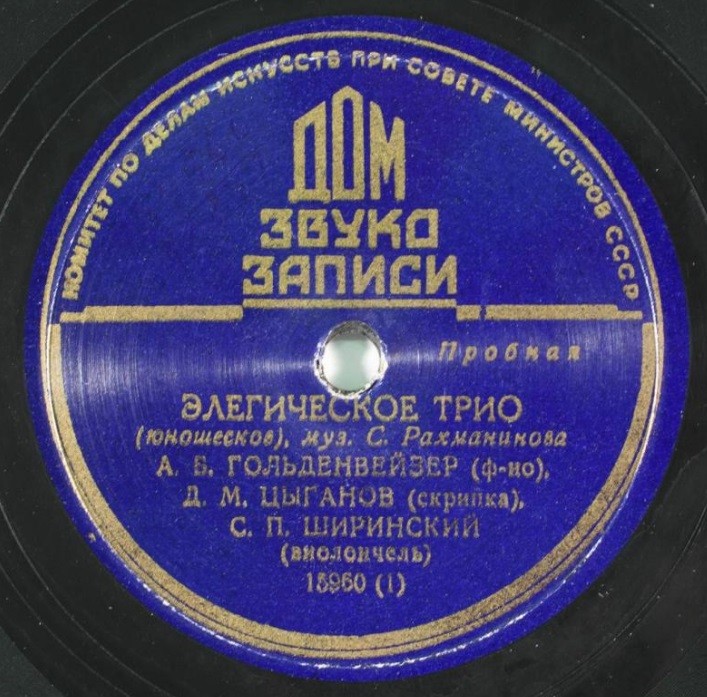 КОМИТЕТ ПО ДЕЛАМ ИСКУССТВ ПРИ СОВЕТЕ МИНИСТРОВ СССР
ДОМ
ЗВУКО
ЗАПИСИ
Пробная
ЭЛЕГИЧЕСКОЕ ТРИО
(юношеское), муз. С. Рахманинова
А. Б. ГОЛЬДЕНВЕЙЗЕР (ф-но),
Д. М. ЦЫГАНОВ (скрипка),
С. П. ШИРИНСКИЙ
(виолончель)
15960 (1)